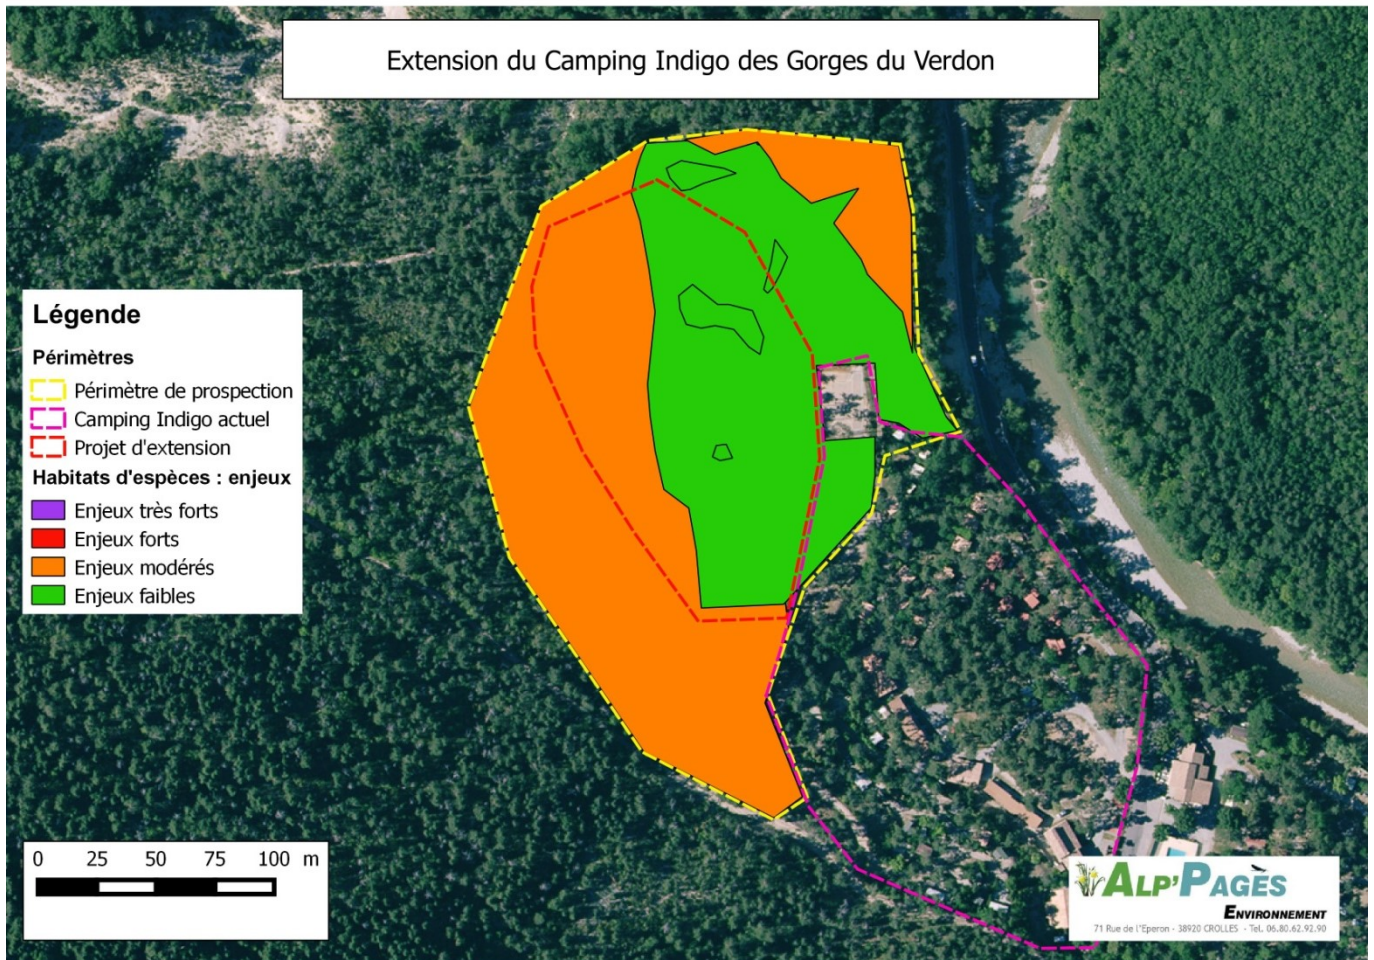 Extension du Camping Indigo des Gorges du Verdon
Légende
Périmètres
Périmètre de prospection
Camping Indigo actuel
Projet d'extension
Habitats d'espèces : enjeux
Enjeux très forts
Enjeux forts
Enjeux modérés
Enjeux faibles
0 25 50 75 100 m
ALP'PAGES
ENVIRONNEMENT
71 Rue de l'Eperon - 38920 CROLLES - Tel. 06.80.62.92.90